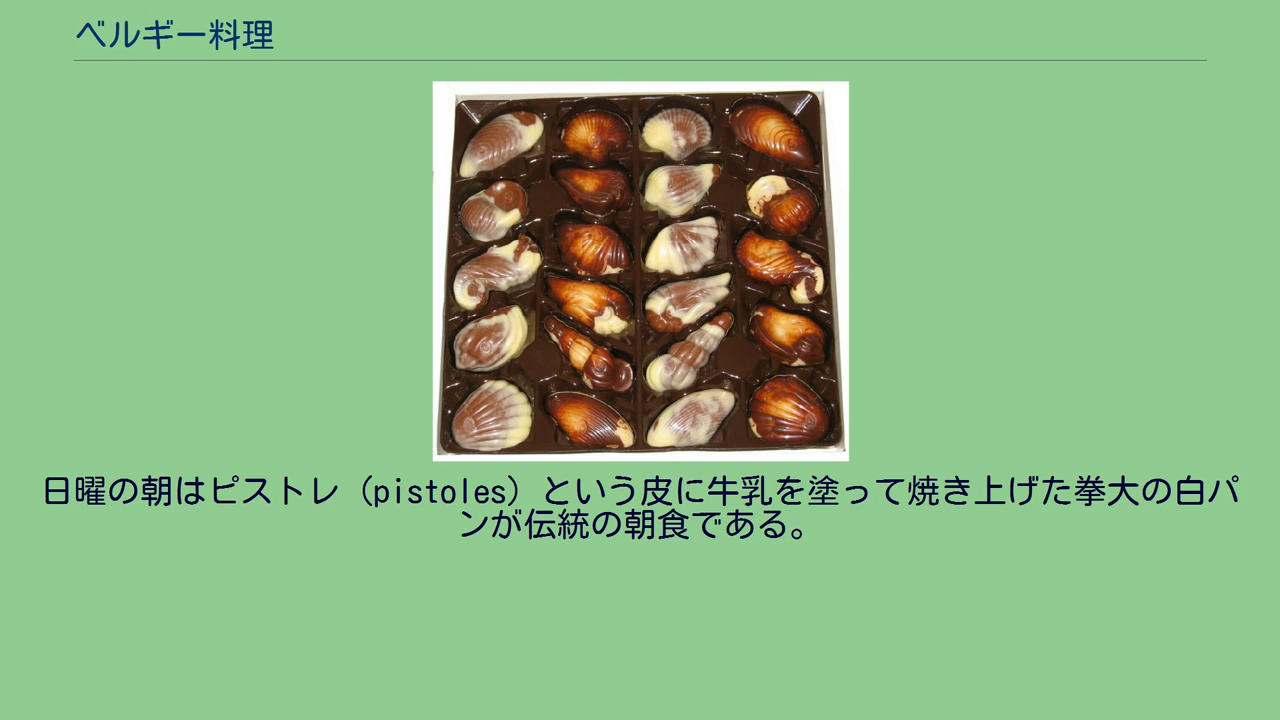 ベルギー料理
日曜の朝はピストレ（pistoles）という皮に牛乳を塗って焼き上げた拳大の白パ
ンが伝統の朝食である。